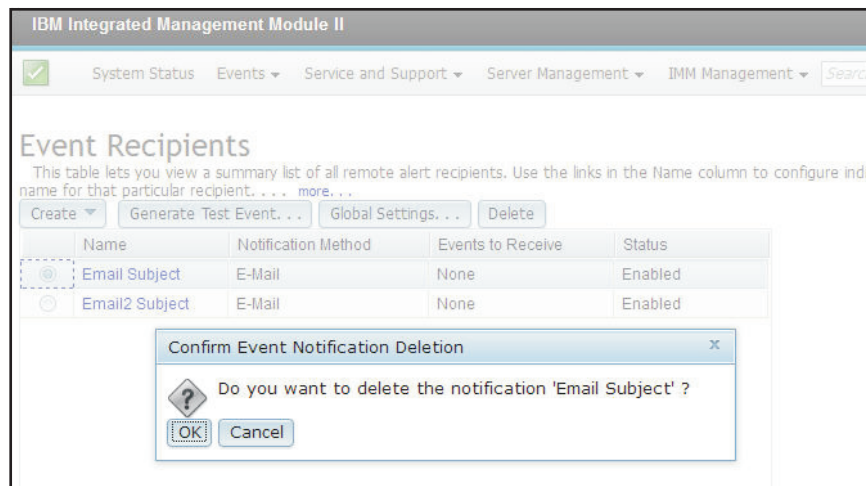 IBM Integrated Management Module II
System Status Events Service and Support Server Management IMM Management Searc
Event Recipients
This table lets you view a summary list of all remote alert recipients. Use the links in the Name column to configure indi
name for that particular recipient. . . . more. . .
Create Generate Test Event. . . Global Settings. . . Delete
Name Notification Method Events to Receive Status
Email Subject E-Mail None Enabled
Email2 Subject E-Mail None Enabled
Confirm Event Notification Deletion x
? Do you want to delete the notification 'Email Subject' ?
OK Cancel